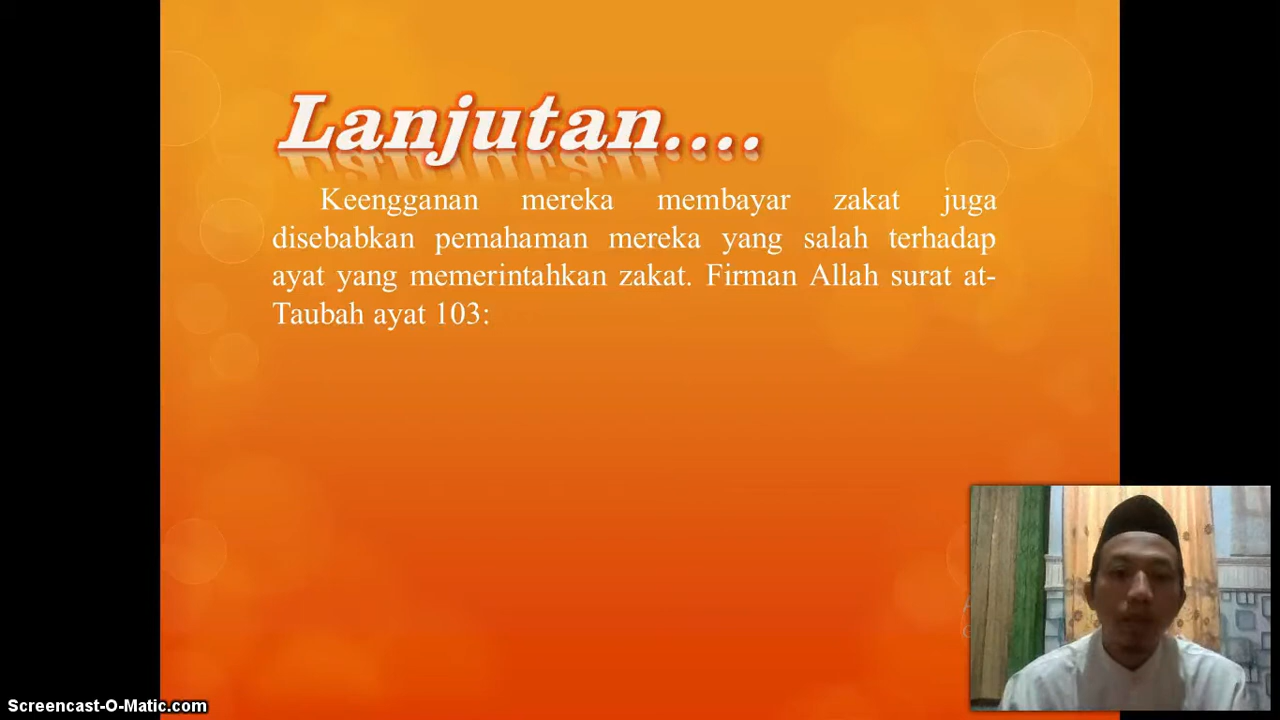 Lanjutan....
Keengganan mereka membayar zakat juga
disebabkan pemahaman mereka yang salah terhadap
ayat yang memerintahkan zakat. Firman Allah surat at-
Taubah ayat 103:
Screencast-O-Matic.com